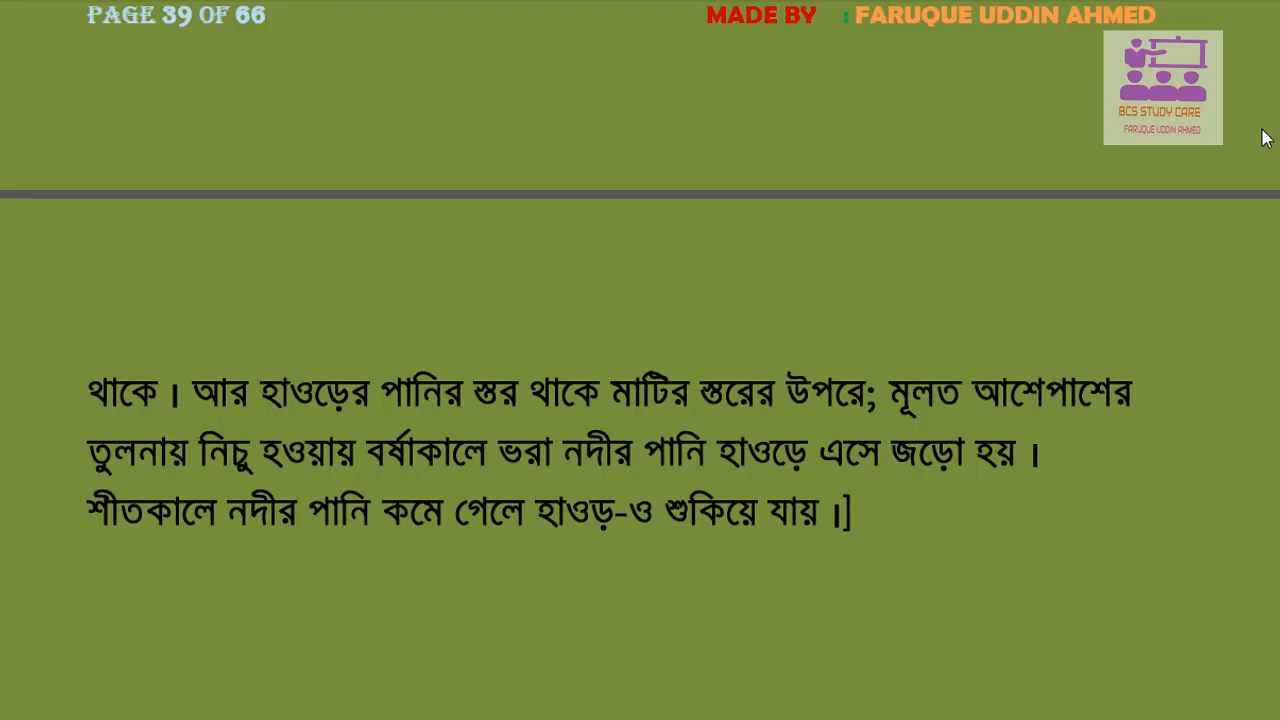 PAGE 39 OF 66
MADE BY : FARUQUE UDDIN AHMED
BCS STUDY CARE
FARUQUE UDDIN AHMED
থাকে । আর হাওড়ের পানির স্তর থাকে মাটির স্তরের উপরে; মূলত আশেপাশের
তুলনায় নিচু হওয়ায় বর্ষাকালে ভরা নদীর পানি হাওড়ে এসে জড়ো হয় ।
শীতকালে নদীর পানি কমে গেলে হাওড়-ও শুকিয়ে যায় ।]